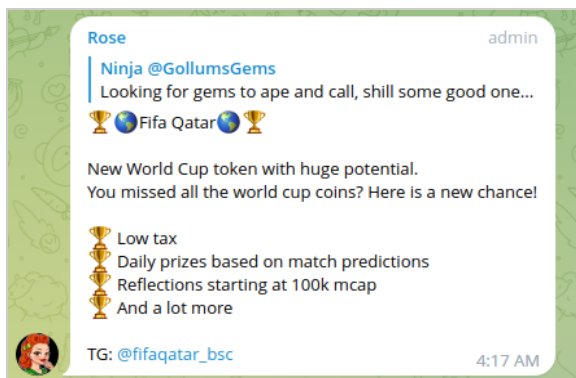 Rose admin
Ninja @GollumsGems
Looking for gems to ape and call, shill some good one...
🏆🌎Fifa Qatar🌎🏆
New World Cup token with huge potential.
You missed all the world cup coins? Here is a new chance!
🏆 Low tax
🏆 Daily prizes based on match predictions
🏆 Reflections starting at 100k mcap
🏆 And a lot more
TG: @fifaqatar_bsc
4:17 AM